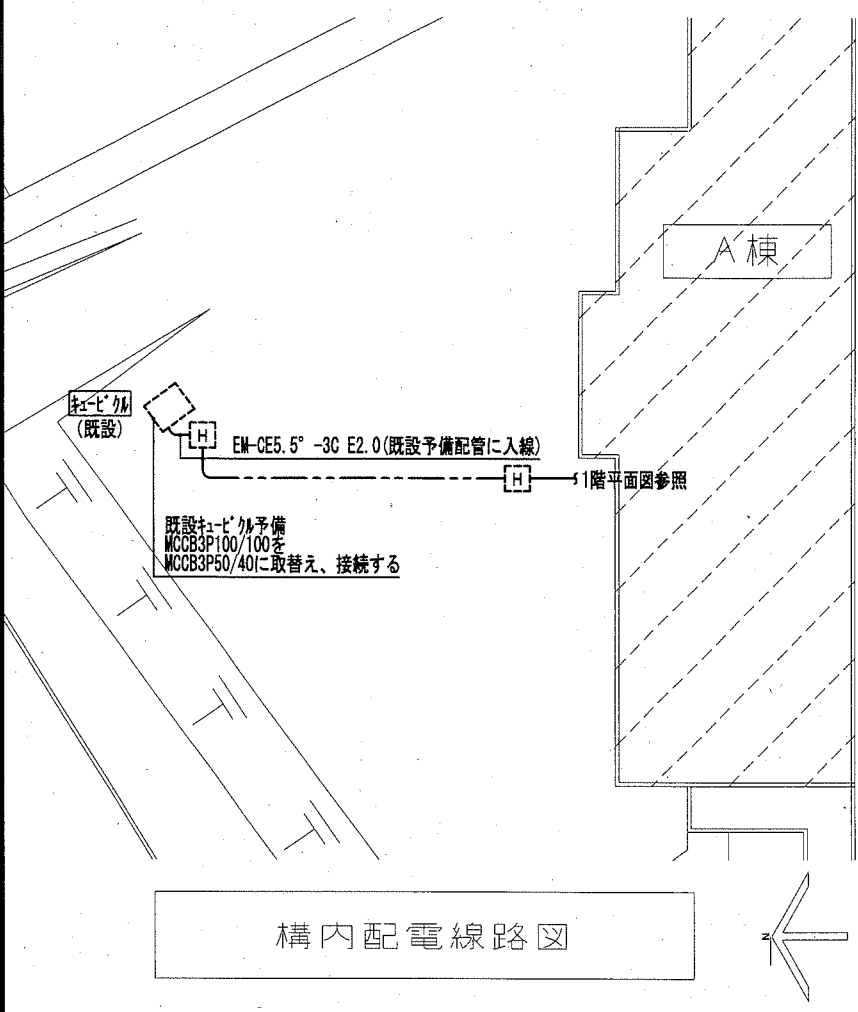 A棟
キュービクル
(既設)
H
EM-CE5.5°-3C E2.0(既設予備配管に入線)
H
1階平面図参照
既設キュービクル予備
MCCB3P100/100を
MCCB3P50/40に取替え、接続する
構内配電線路図
N